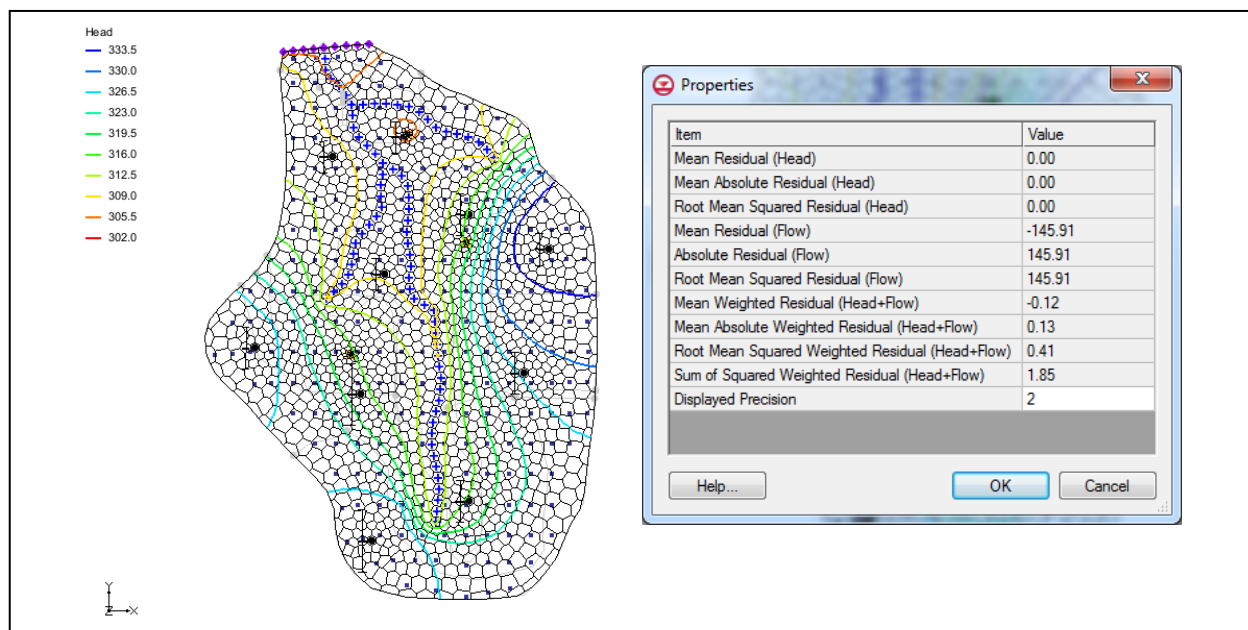 Head
333.5
330.0
326.5
323.0
319.5
316.0
312.5
309.0
305.5
302.0
Y
Z X
Properties
X
Item Value
Mean Residual (Head) 0.00
Mean Absolute Residual (Head) 0.00
Root Mean Squared Residual (Head) 0.00
Mean Residual (Flow) -145.91
Absolute Residual (Flow) 145.91
Root Mean Squared Residual (Flow) 145.91
Mean Weighted Residual (Head+Flow) -0.12
Mean Absolute Weighted Residual (Head+Flow) 0.13
Root Mean Squared Weighted Residual (Head+Flow) 0.41
Sum of Squared Weighted Residual (Head+Flow) 1.85
Displayed Precision 2
Help... OK Cancel